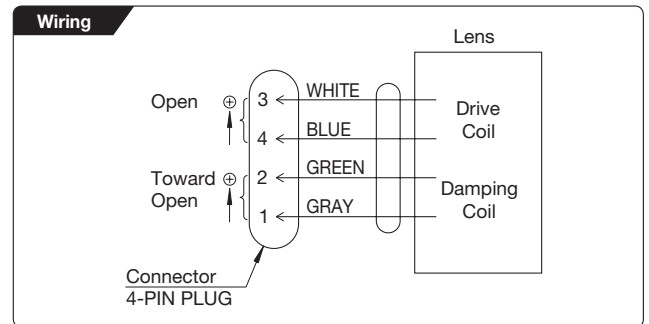 Wiring
Lens
Open ⊕ 3 WHITE
Drive
Coil
4 BLUE
Toward
Open
⊕ 2 GREEN
Damping
Coil
1 GRAY
Connector
4-PIN PLUG